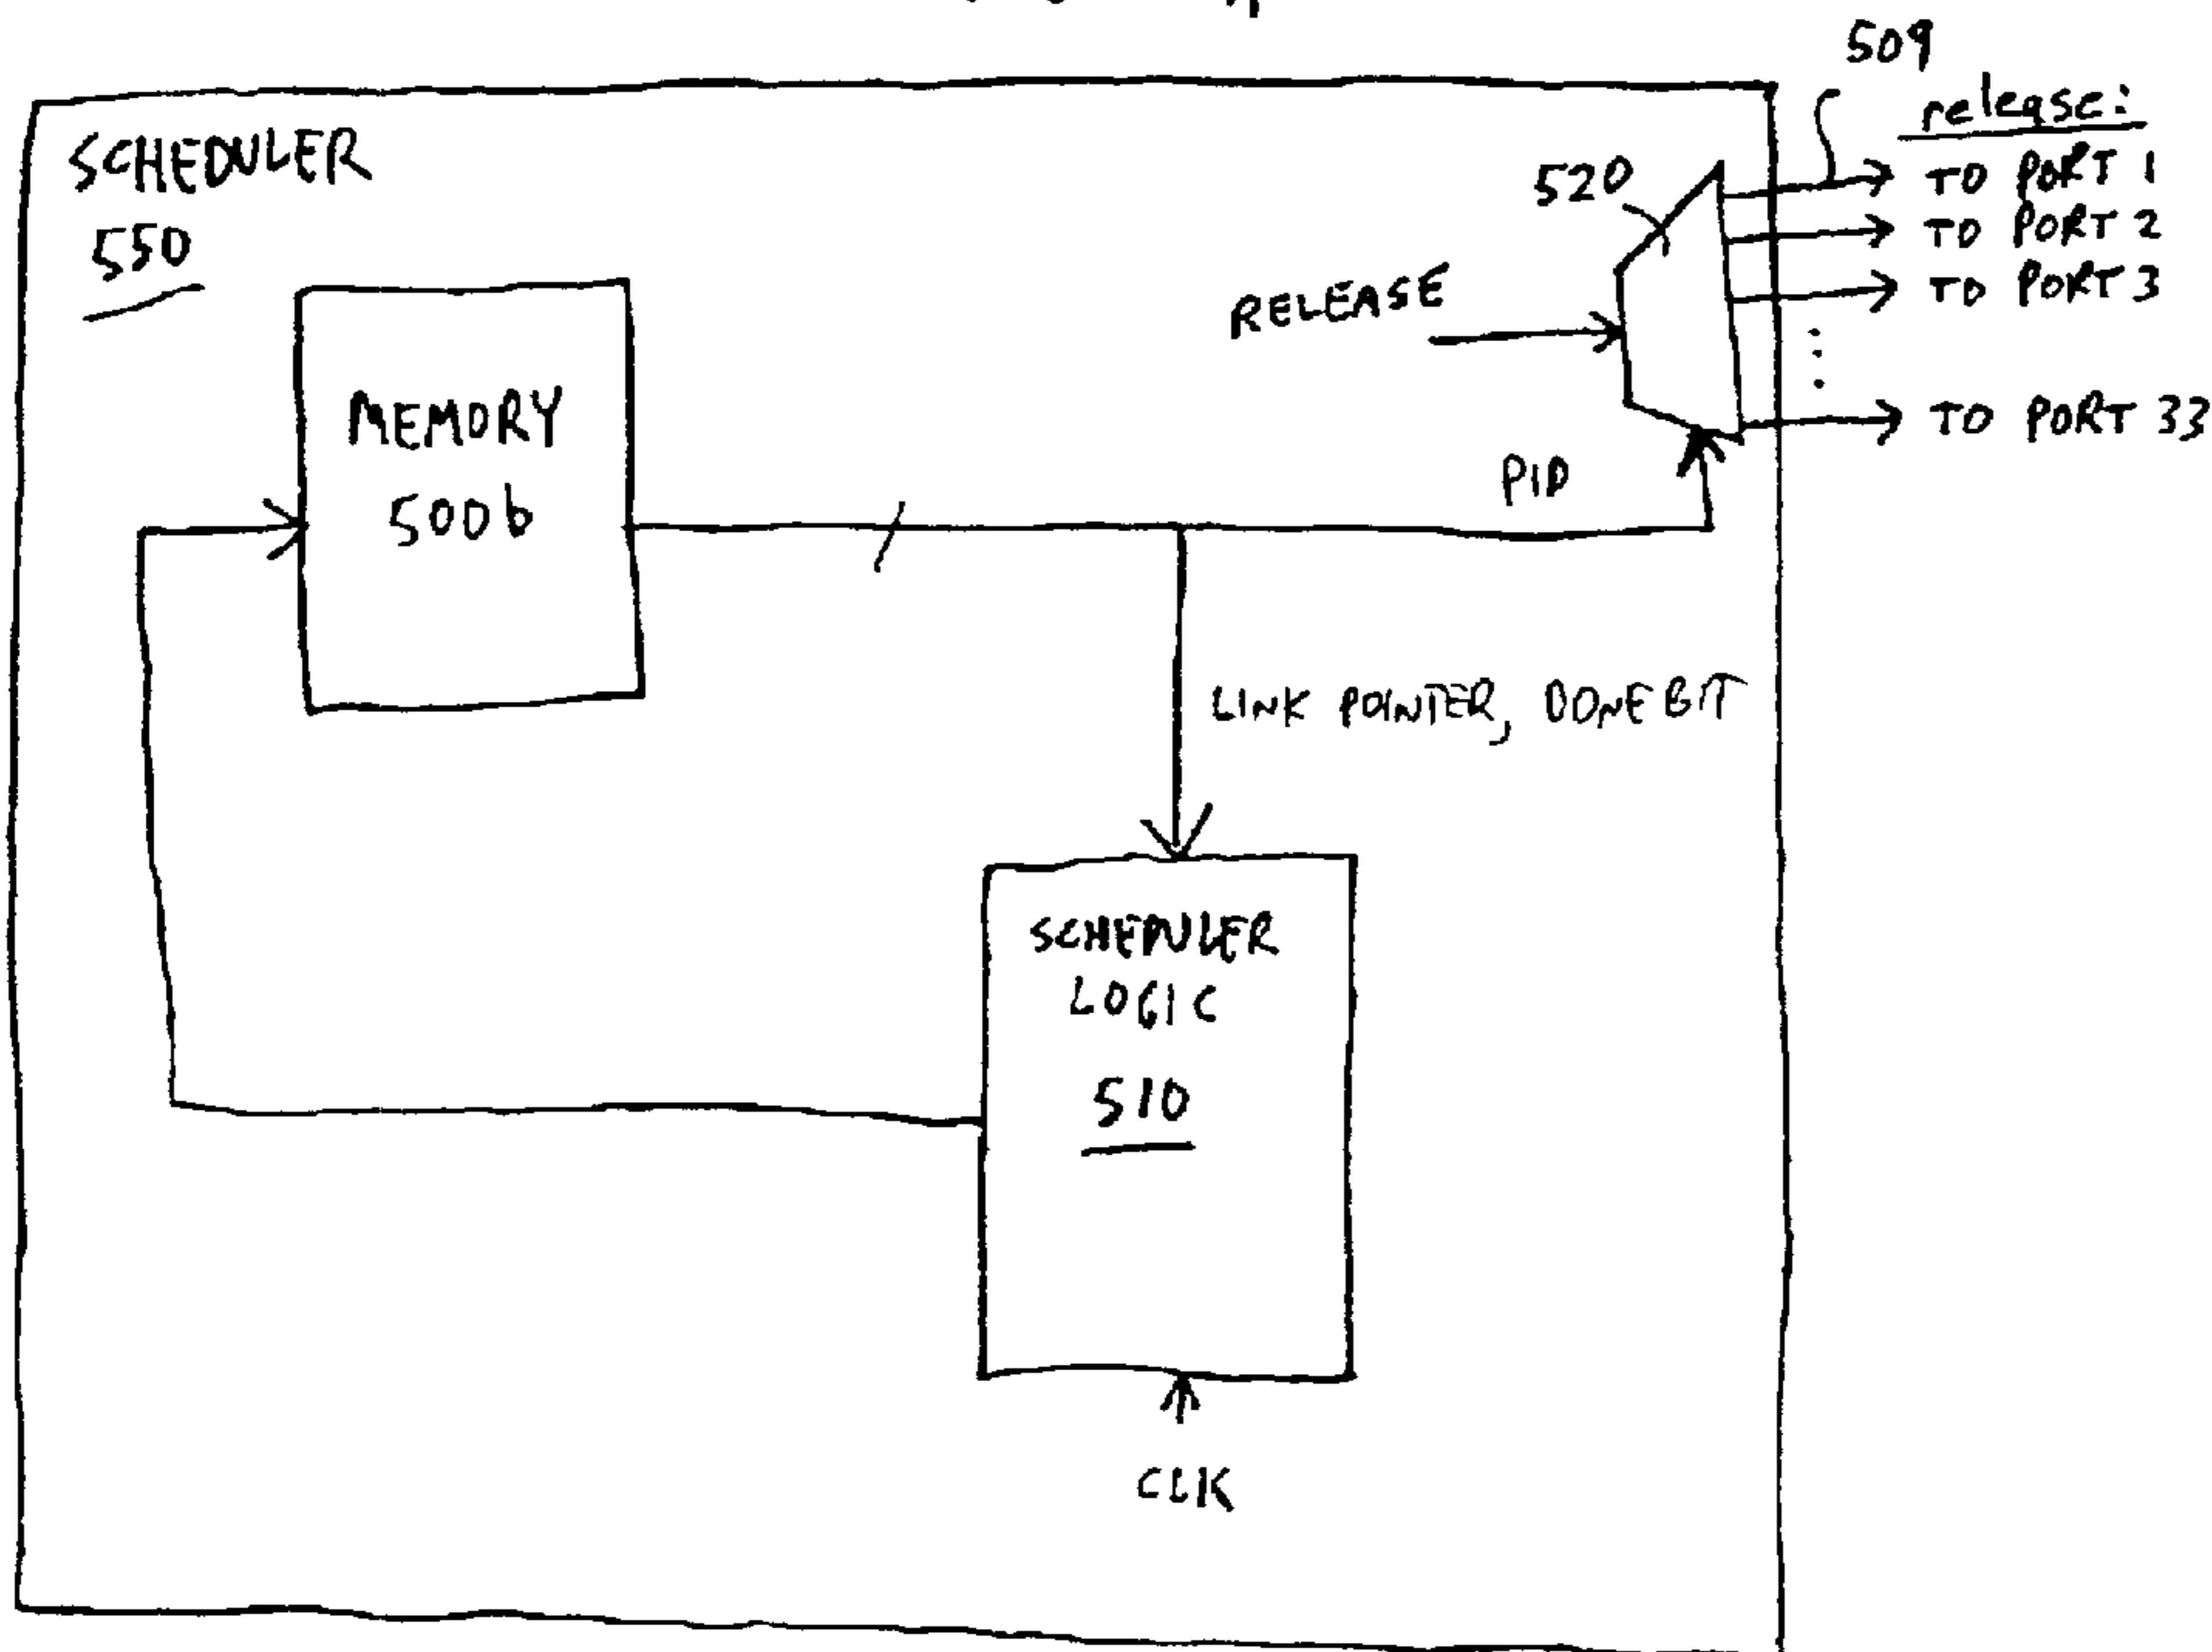 509
release:
SCHEDULER
550
520
TO PORT 1
TO PORT 2
TO PORT 3
RELEASE
MEMORY
500b
TO PORT 33
PID
LINK POINTER, DONE BIT
SCHEDULER
LOGIC
510
CLK